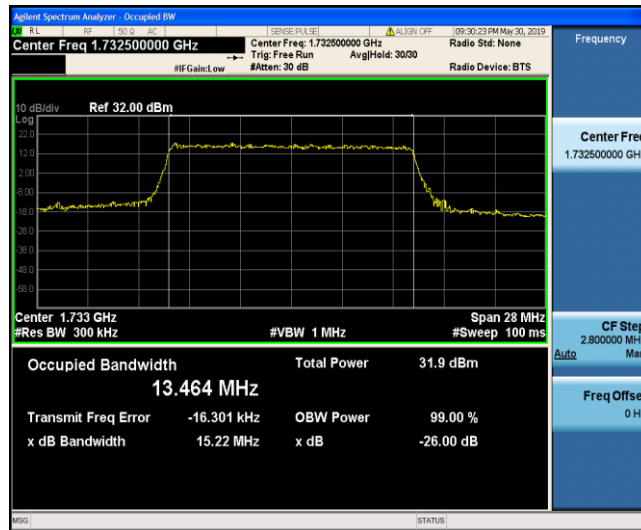 Agilent Spectrum Analyzer - Occupied BW
RL RF 50 Ω AC SENSE:PULSE ALIGN OFF 09:30:23 PM May 30, 2019
Center Freq 1.732500000 GHz
Center Freq: 1.732500000 GHz
Radio Std: None
Trig: Free Run Avg|Hold: 30/30
#IFGain:Low #Atten: 30 dB Radio Device: BTS
10 dB/div Ref 32.00 dBm
Log
22.0
12.0
2.00
-8.00
-18.0
-28.0
-38.0
-48.0
-58.0
Center 1.733 GHz Span 28 MHz
#Res BW 300 kHz #VBW 1 MHz #Sweep 100 ms
Occupied Bandwidth Total Power 31.9 dBm
13.464 MHz
Transmit Freq Error -16.301 kHz OBW Power 99.00 %
x dB Bandwidth 15.22 MHz x dB -26.00 dB
MSG STATUS
Frequency
Center Fre
1.732500000 GH
CF Step
2.800000 MH
Auto Ma
Freq Offse
0 H